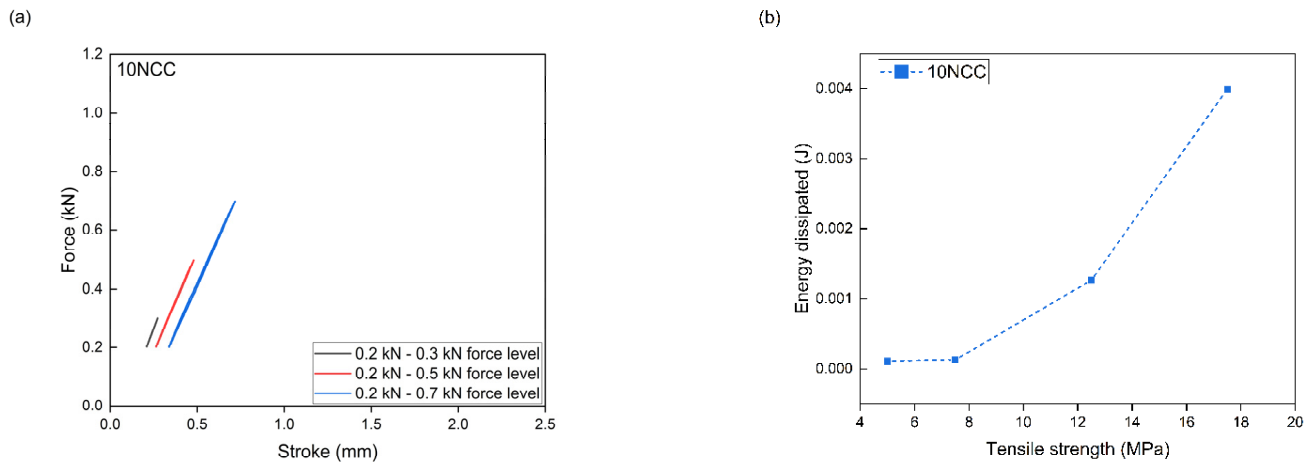 (a)
10NCC
1.2
1.0
0.8
0.6
0.4
0.2
0.0
Force (kN)
0.2 kN - 0.3 kN force level
0.2 kN - 0.5 kN force level
0.2 kN - 0.7 kN force level
0.0 0.5 1.0 1.5 2.0 2.5
Stroke (mm)
(b)
10NCC
0.004
0.003
0.002
0.001
0.000
Energy dissipated (J)
4 6 8 10 12 14 16 18 20
Tensile strength (MPa)